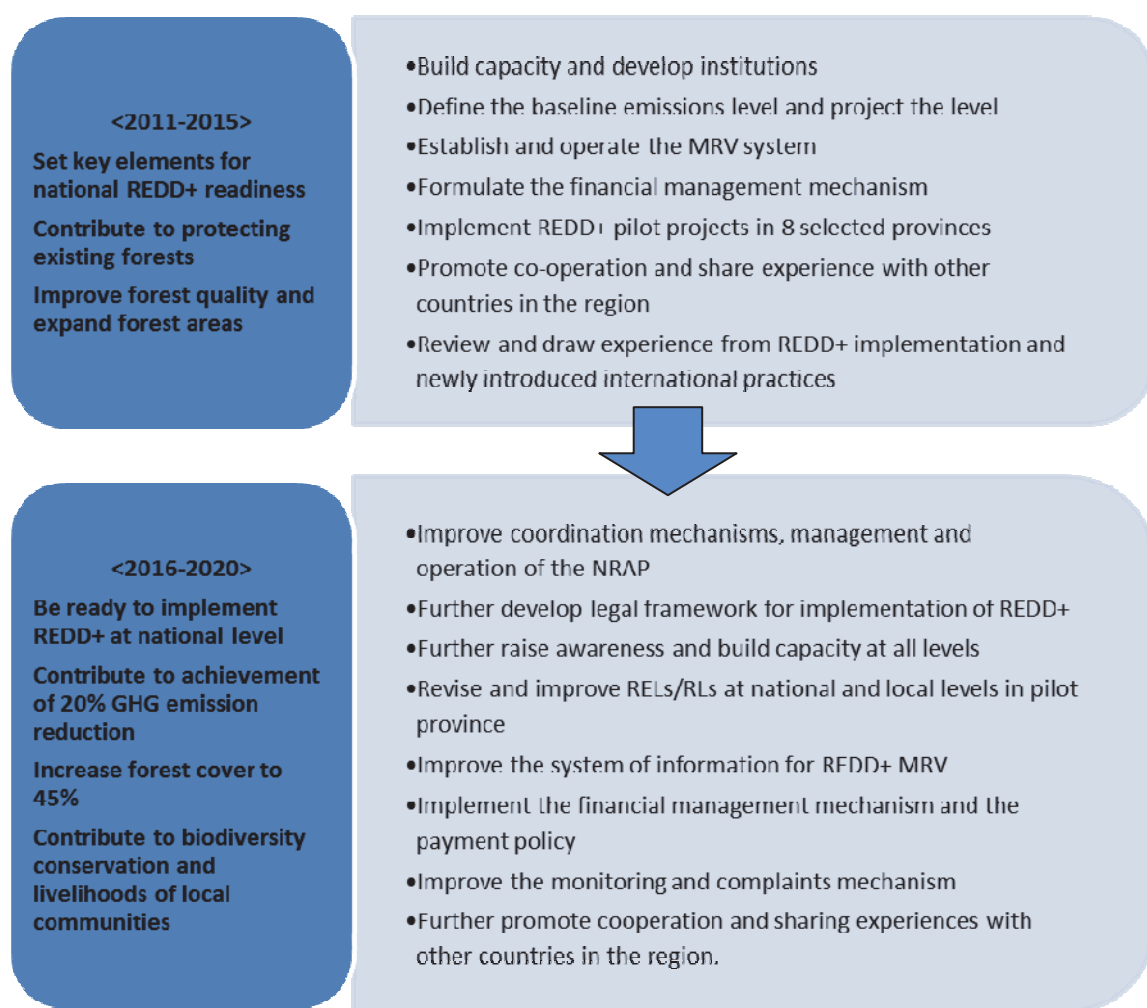 <2011-2015>
Set key elements for
national REDD+ readiness
Contribute to protecting
existing forests
Improve forest quality and
expand forest areas
•Build capacity and develop institutions
•Define the baseline emissions level and project the level
•Establish and operate the MRV system
•Formulate the financial management mechanism
•Implement REDD+ pilot projects in 8 selected provinces
•Promote co-operation and share experience with other
countries in the region
•Review and draw experience from REDD+ implementation and
newly introduced international practices
<2016-2020>
Be ready to implement
REDD+ at national level
Contribute to achievement
of 20% GHG emission
reduction
Increase forest cover to
45%
Contribute to biodiversity
conservation and
livelihoods of local
communities
•Improve coordination mechanisms, management and
operation of the NRAP
•Further develop legal framework for implementation of REDD+
•Further raise awareness and build capacity at all levels
•Revise and improve RELs/RLs at national and local levels in pilot
province
•Improve the system of information for REDD+ MRV
•Implement the financial management mechanism and the
payment policy
•Improve the monitoring and complaints mechanism
•Further promote cooperation and sharing experiences with
other countries in the region.